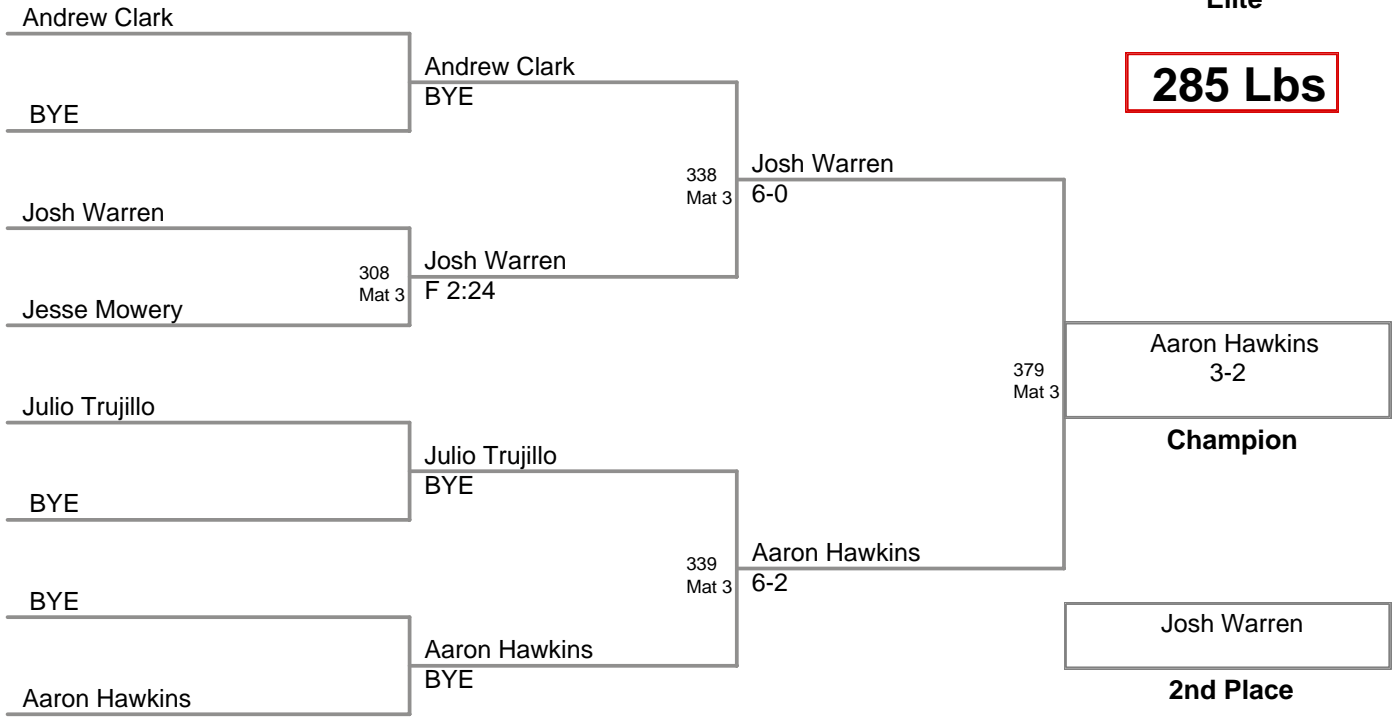 Elite
285 Lbs
Andrew Clark
BYE
Josh Warren
Jesse Mowery
Julio Trujillo
BYE
BYE
Aaron Hawkins
Andrew Clark
BYE
308
Mat 3
Josh Warren
F 2:24
Julio Trujillo
BYE
Aaron Hawkins
BYE
338
Mat 3
Josh Warren
6-0
339
Mat 3
Aaron Hawkins
6-2
379
Mat 3
Aaron Hawkins
3-2
Champion
Josh Warren
2nd Place